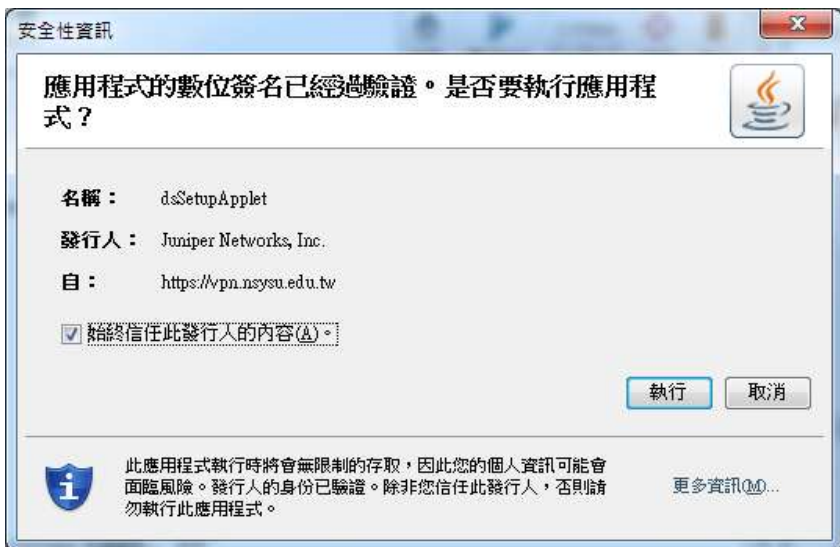 安全性資訊
應用程式的數位簽名已經過驗證。是否要執行應用程
式？
名稱： dsSetupApplet
發行人： Juniper Networks, Inc.
自： https://vpn.nsysu.edu.tw
始終信任此發行人的內容(A)。
執行 取消
此應用程式執行時將會無限制的存取，因此您的個人資訊可能會
面臨風險。發行人的身份已驗證。除非您信任此發行人，否則請
勿執行此應用程式。
更多資訊(M)...